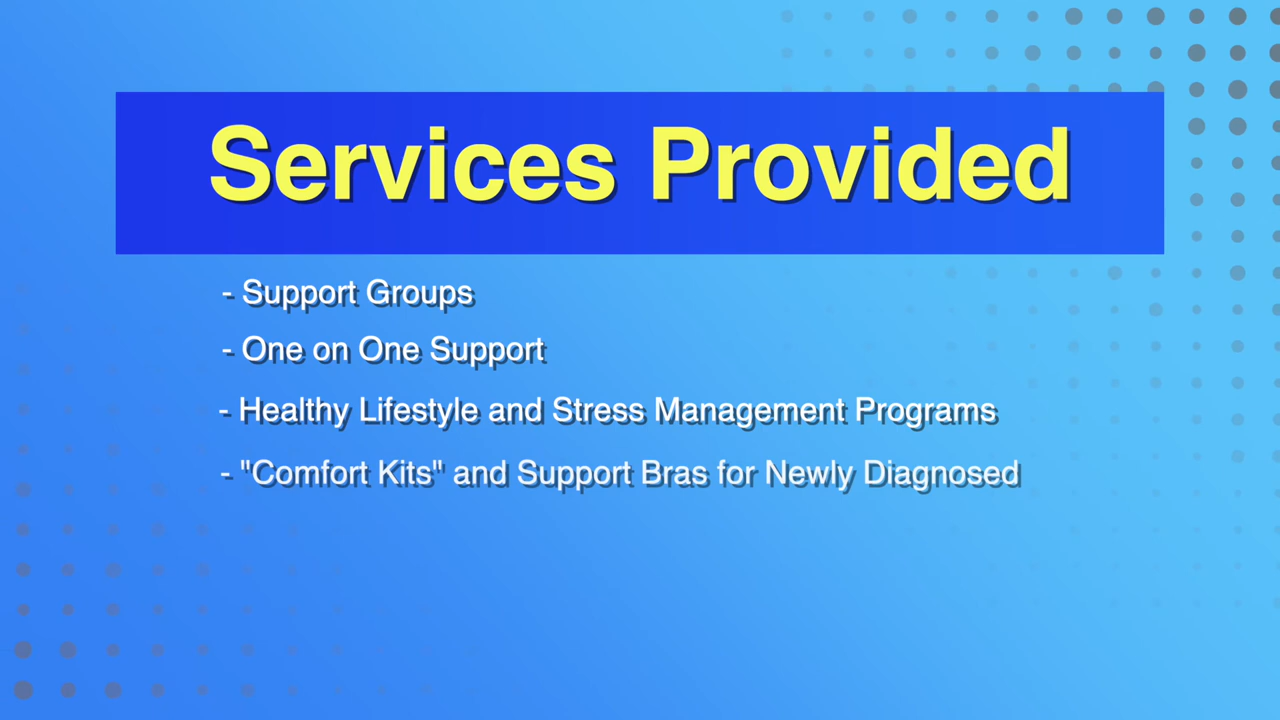 Services Provided
- Support Groups
- One on One Support
- Healthy Lifestyle and Stress Management Programs
- "Comfort Kits" and Support Bras for Newly Diagnosed